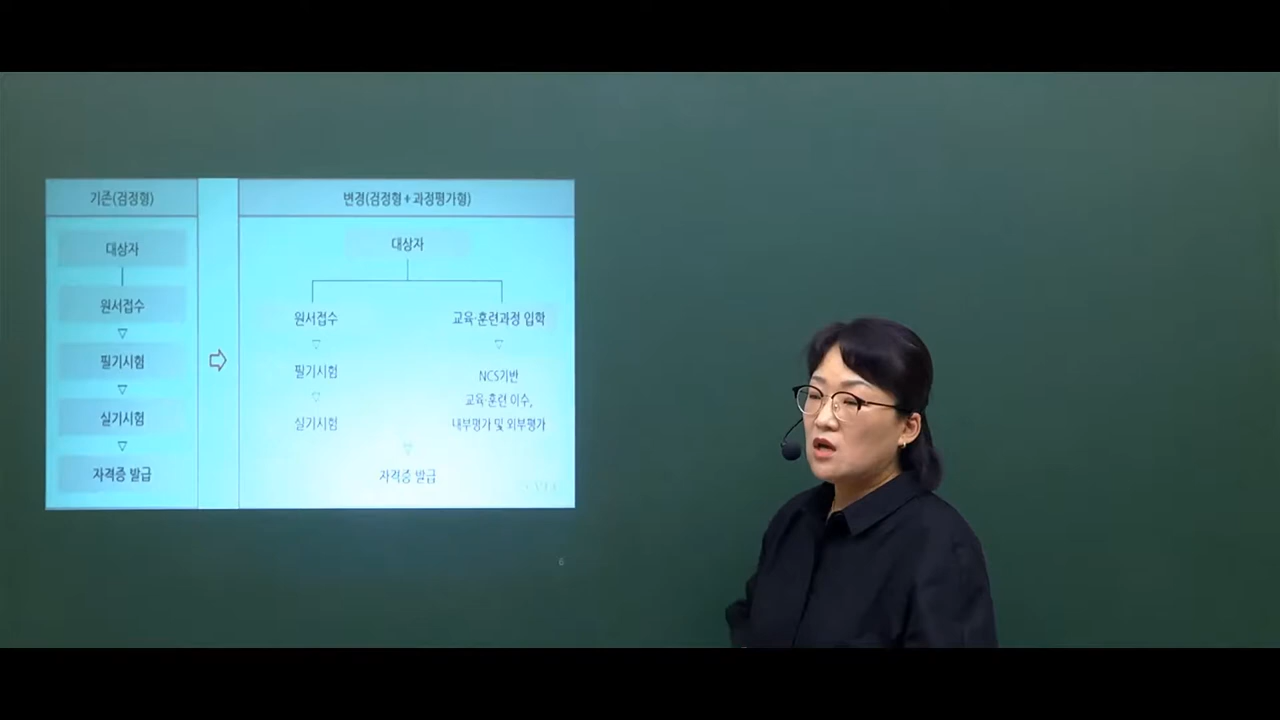 기존(검정형)
대상자
원서접수
▽
필기시험
▽
실기시험
▽
자격증 발급
⇨
변경(검정형 + 과정평가형)
대상자
원서접수
▽
필기시험
▽
실기시험
교육·훈련과정 입학
▽
NCS기반
교육·훈련 이수,
내부평가 및 외부평가
▽
자격증 발급